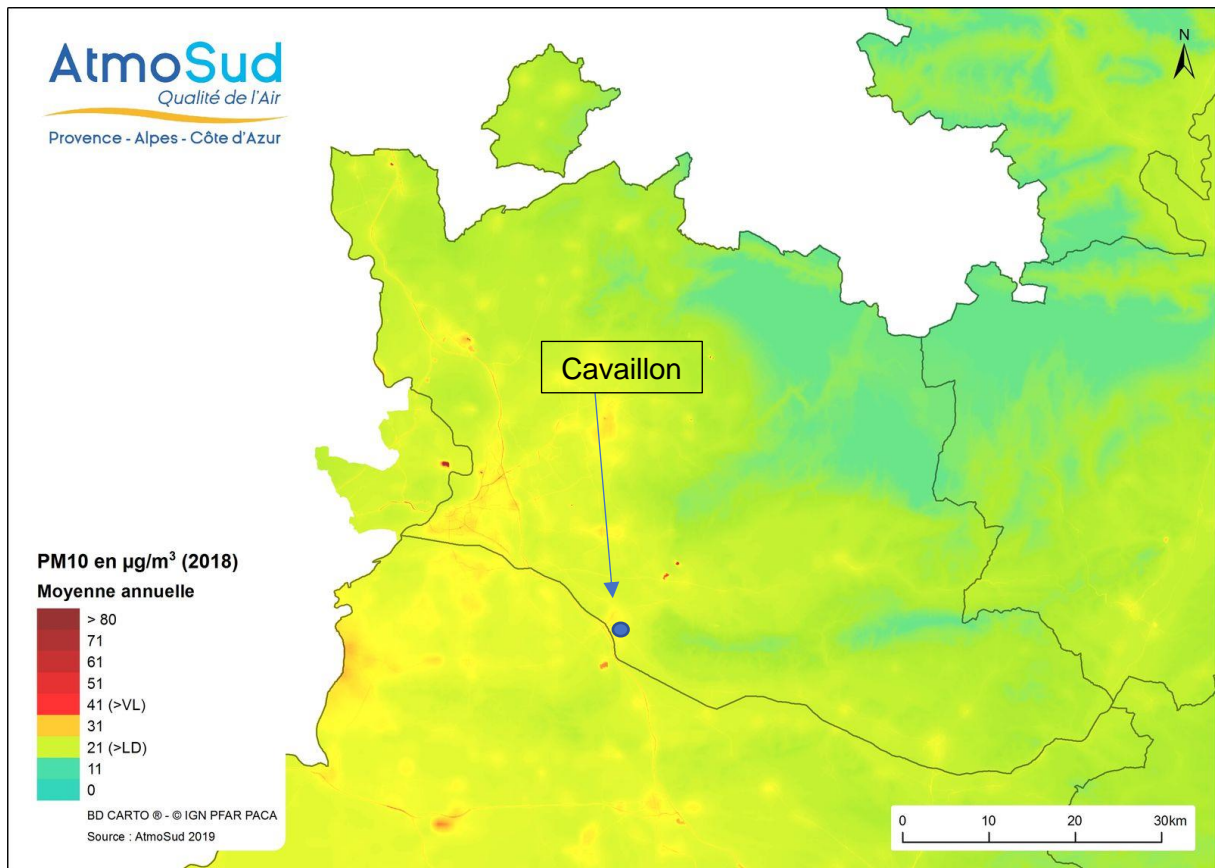 AtmoSud
Qualité de l'Air
Provence - Alpes - Côte d'Azur
N
Cavaillon
PM10 en µg/m³ (2018)
Moyenne annuelle
> 80
71
61
51
41 (>VL)
31
21 (>LD)
11
0
BD CARTO ® - © IGN PFAR PACA
Source : AtmoSud 2019
0 10 20 30km